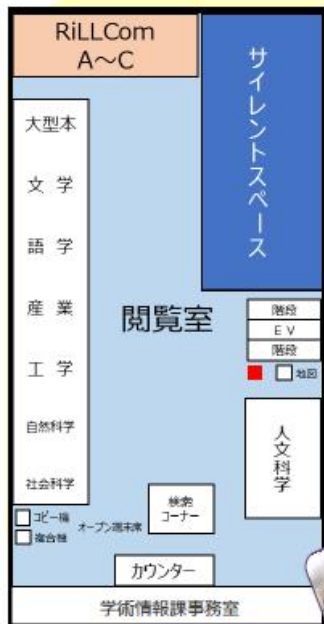 RiLLCom
A～C
サイレントスペース
大型本
文 学
語 学
産 業
工 学
自然科学
社会科学
閲覧室
階段
E V
階段
地図
人文科学
検索
コーナー
コピー機
複合機
オープン端末席
カウンター
学術情報課事務室